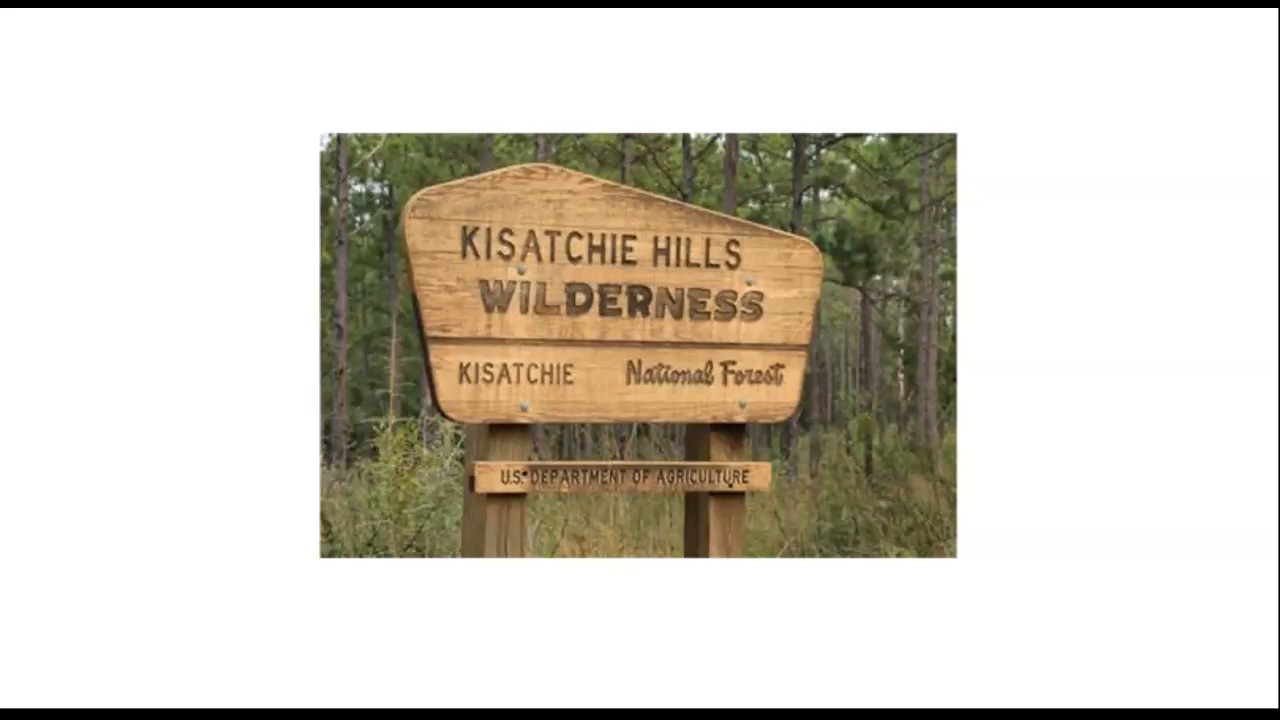 KISATCHIE HILLS
WILDERNESS
KISATCHIE National Forest
U.S. DEPARTMENT OF AGRICULTURE